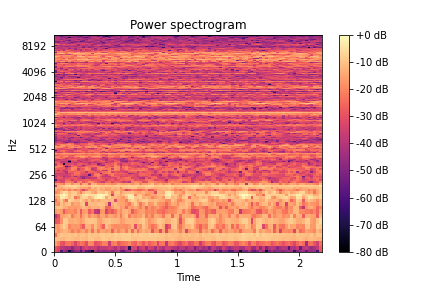 Power spectrogram
8192
4096
2048
1024
512
256
128
64
0
Hz
0
0.5
1
1.5
2
Time
+0 dB
-10 dB
-20 dB
-30 dB
-40 dB
-50 dB
-60 dB
-70 dB
-80 dB